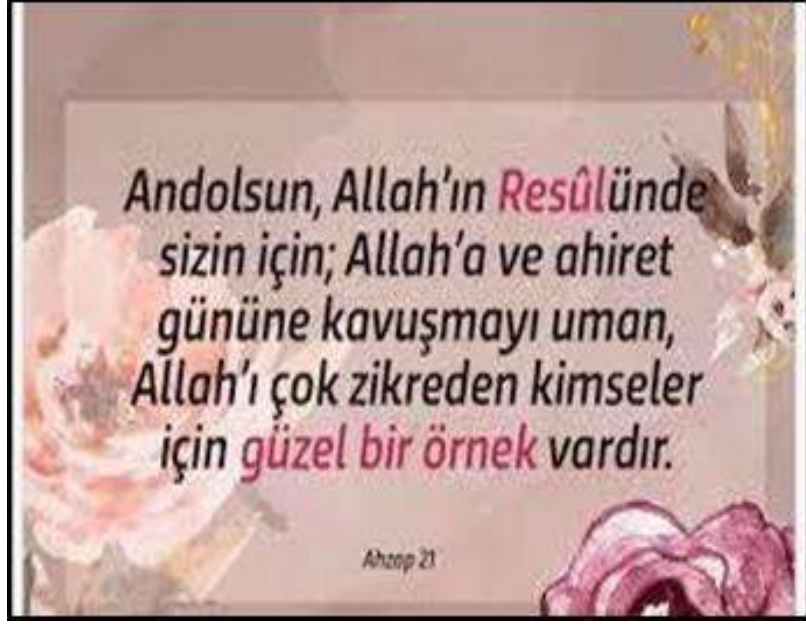 Andolsun, Allah'ın Resûlünde
sizin için; Allah'a ve ahiret
gününe kavuşmayı uman,
Allah'ı çok zikreden kimseler
için güzel bir örnek vardır.
Ahzap 21